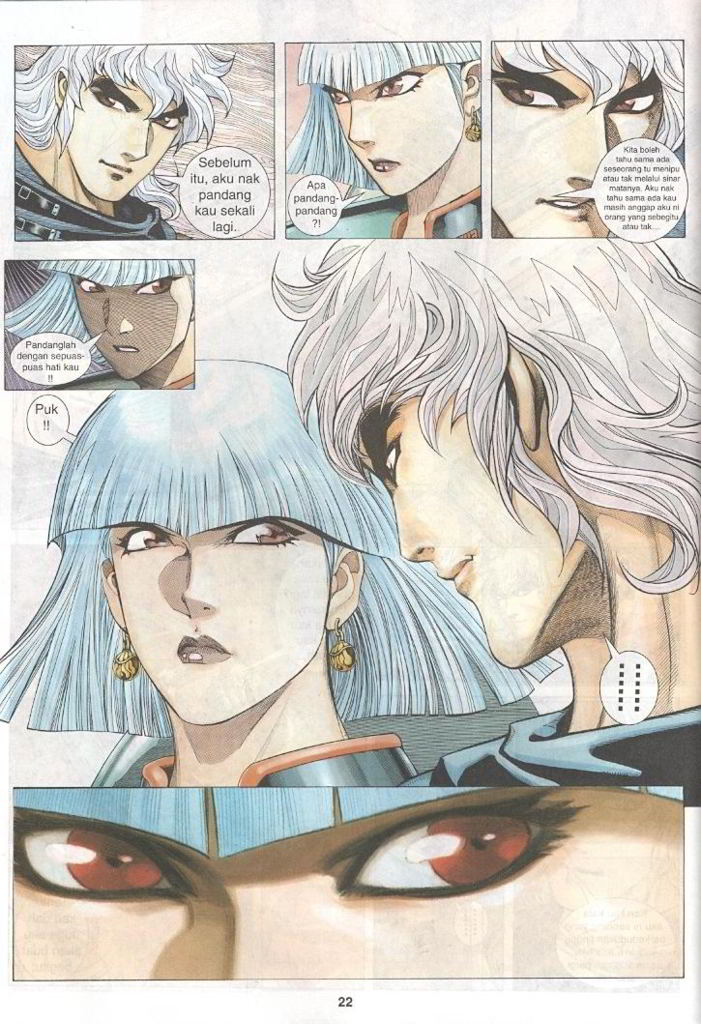 Sebelum
itu, aku nak
pandang
kau sekali
lagi.
Apa
pandang-
pandang
?!
Kita boleh
tahu sama ada
seseorang tu menipu
atau tak melalui sinar
matanya. Aku nak
tahu sama ada kau
masih anggap aku ni
orang yang sebegitu
atau tak....
Pandanglah
dengan sepuas-
puas hati kau
!!
Puk
!!
22